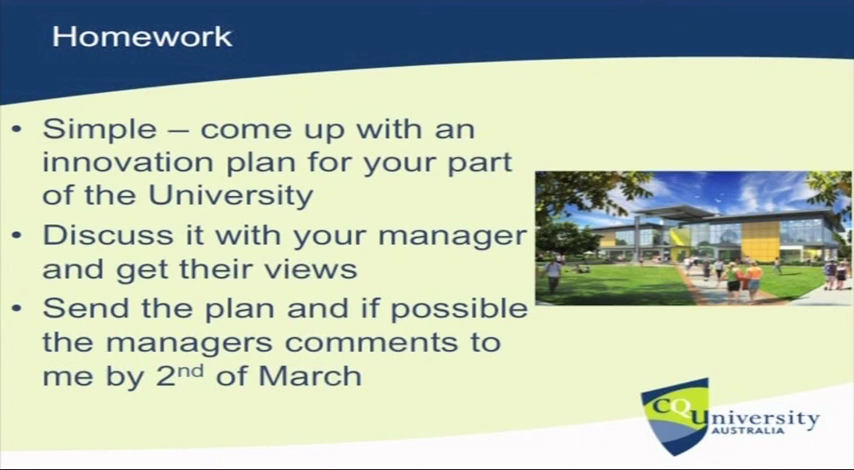 Homework
• Simple – come up with an
innovation plan for your part
of the University
• Discuss it with your manager
and get their views
• Send the plan and if possible
the managers comments to
me by 2nd of March
CQUniversity
AUSTRALIA